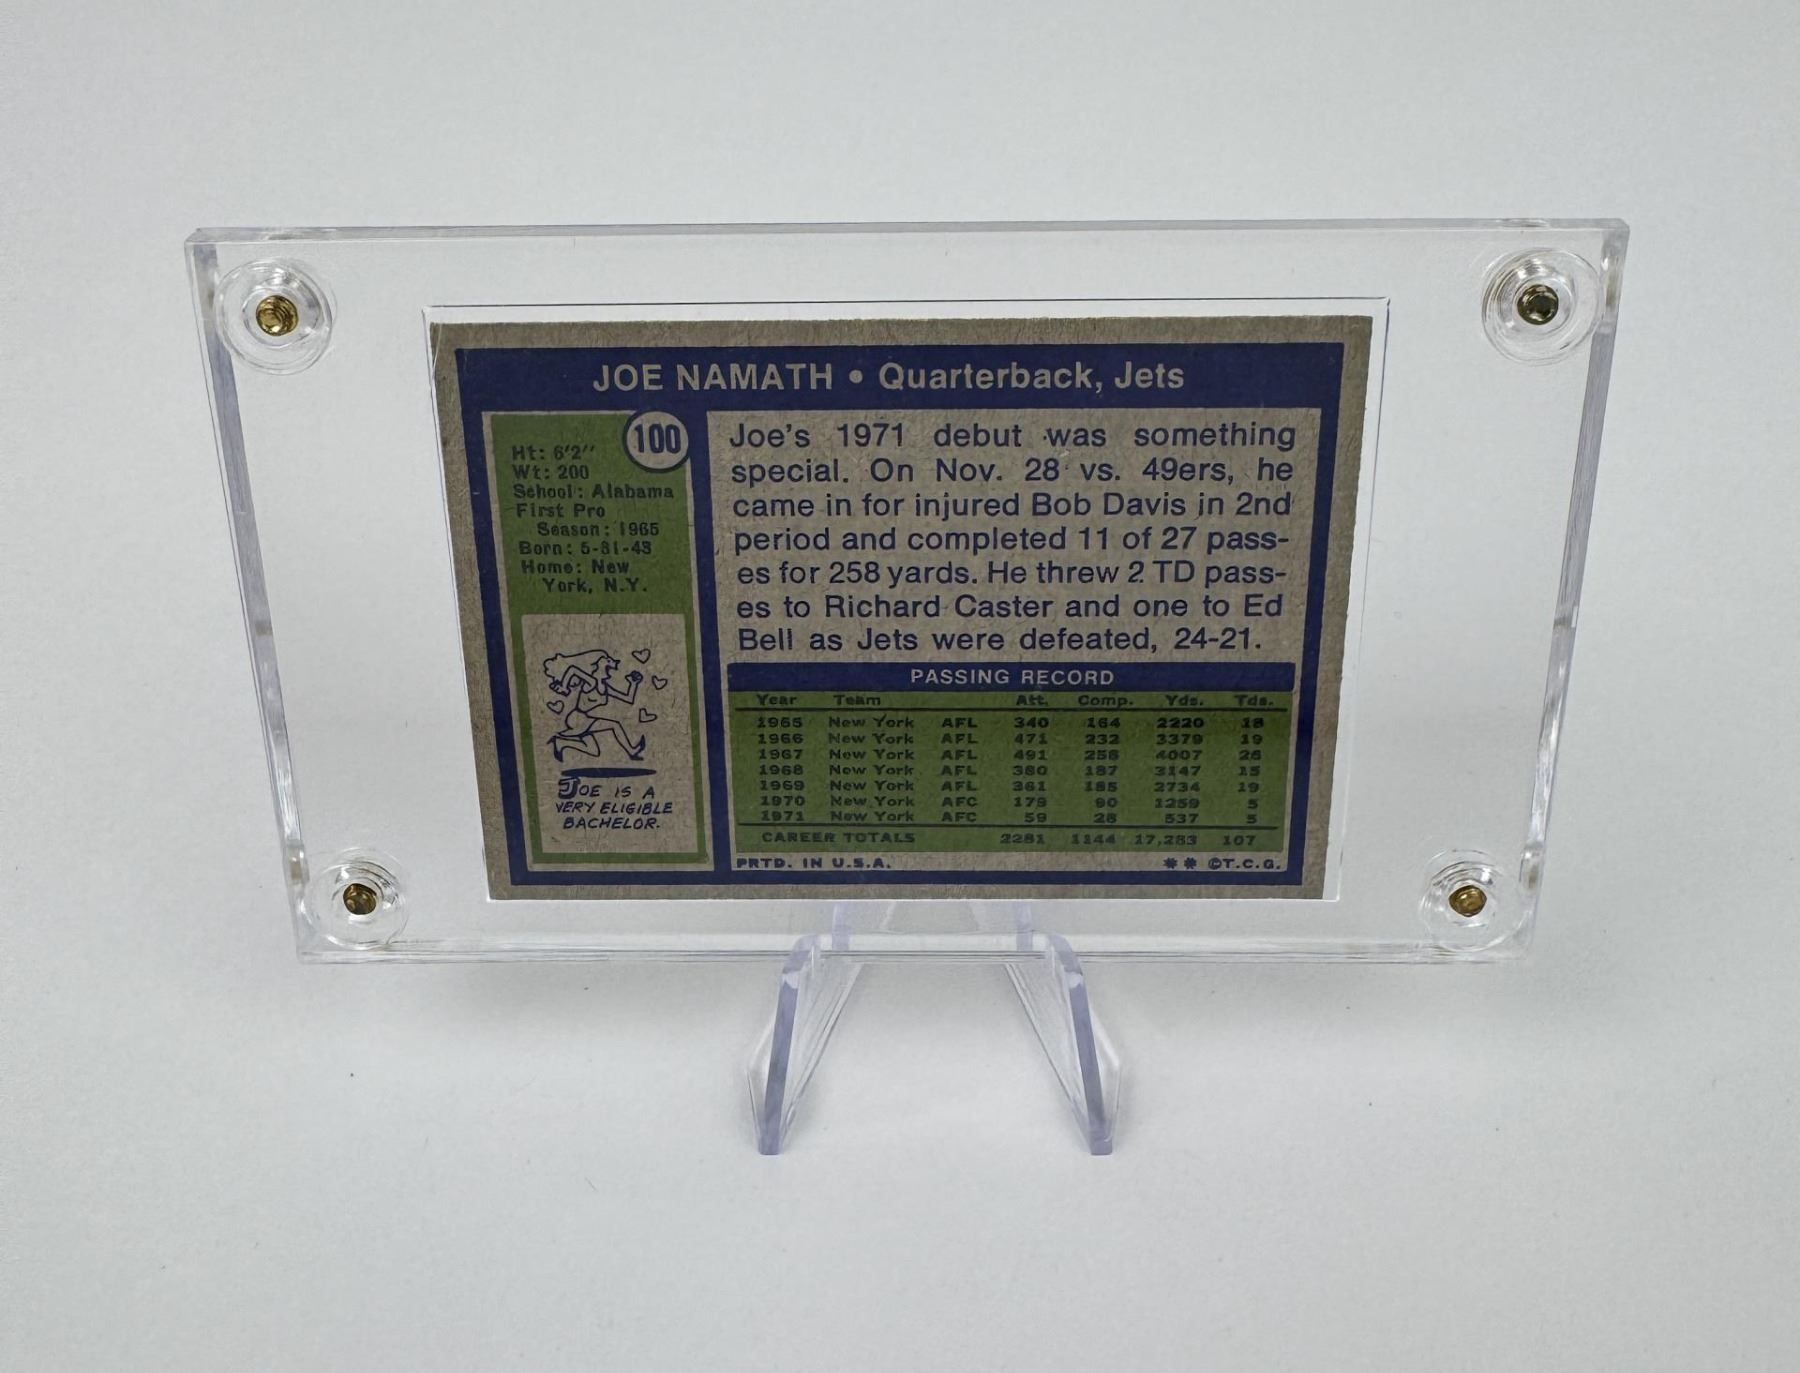 JOE NAMATH • Quarterback, Jets
100
Ht: 6'2''
Wt: 200
School: Alabama
First Pro
Season: 1965
Born: 5-31-43
Home: New
York, N.Y.
JOE IS A
VERY ELIGIBLE
BACHELOR.
Joe's 1971 debut was something
special. On Nov. 28 vs. 49ers, he
came in for injured Bob Davis in 2nd
period and completed 11 of 27 pass-
es for 258 yards. He threw 2 TD pass-
es to Richard Caster and one to Ed
Bell as Jets were defeated, 24-21.
PASSING RECORD
Year Team Att. Comp. Yds. Tds.
1965 New York AFL 340 164 2220 18
1966 New York AFL 471 232 3379 19
1967 New York AFL 491 258 4007 26
1968 New York AFL 380 187 3147 15
1969 New York AFL 361 185 2734 19
1970 New York AFC 179 90 1259 5
1971 New York AFC 59 28 537 5
CAREER TOTALS 2281 1144 17,283 107
PRTD. IN U.S.A. ✱ ✱ ©T.C.G.